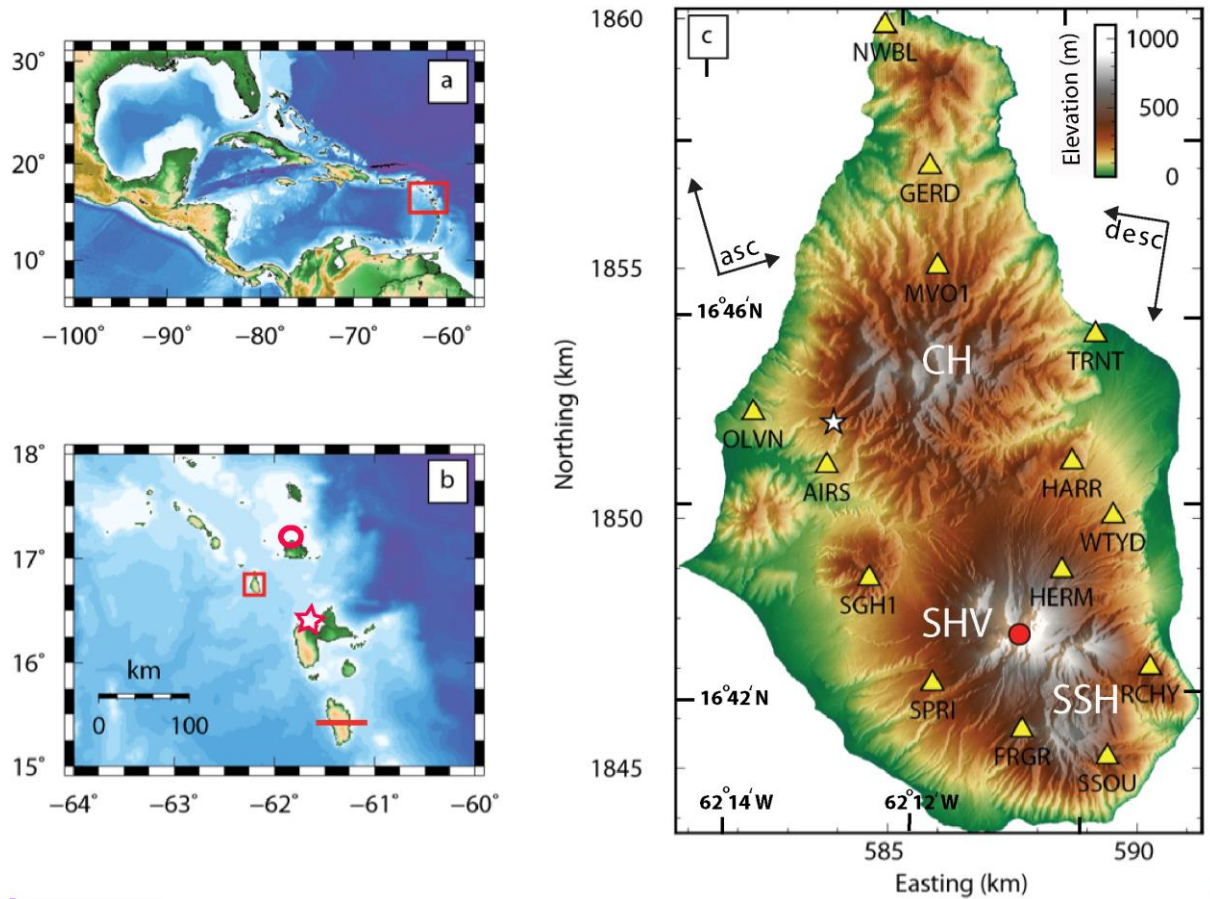 a
30°
20°
10°
−100° −90° −80° −70° −60°
b
18°
17°
16°
15°
km
0 100
−64° −63° −62° −61° −60°
c
1860
1855
1850
1845
Northing (km)
585 590
Easting (km)
Elevation (m)
1000
500
0
asc
desc
16°46'N
16°42'N
62°14'W
62°12'W
NWBL
GERD
MVO1
TRNT
CH
OLVN
AIRS
HARR
WTYD
SGH1
HERM
SHV
SPRI
SSH
RCHY
FRGR
SSOU